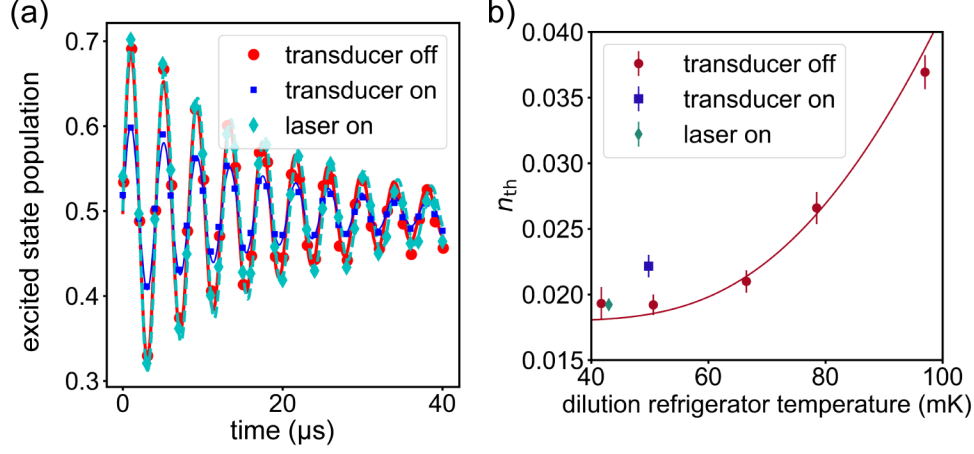 (a)
0.7
0.6
0.5
0.4
0.3
excited state population
transducer off
transducer on
laser on
0
10
20
30
40
time (μs)
b)
0.040
0.035
0.030
0.025
0.020
0.015
n_th
transducer off
transducer on
laser on
40
60
80
100
dilution refrigerator temperature (mK)